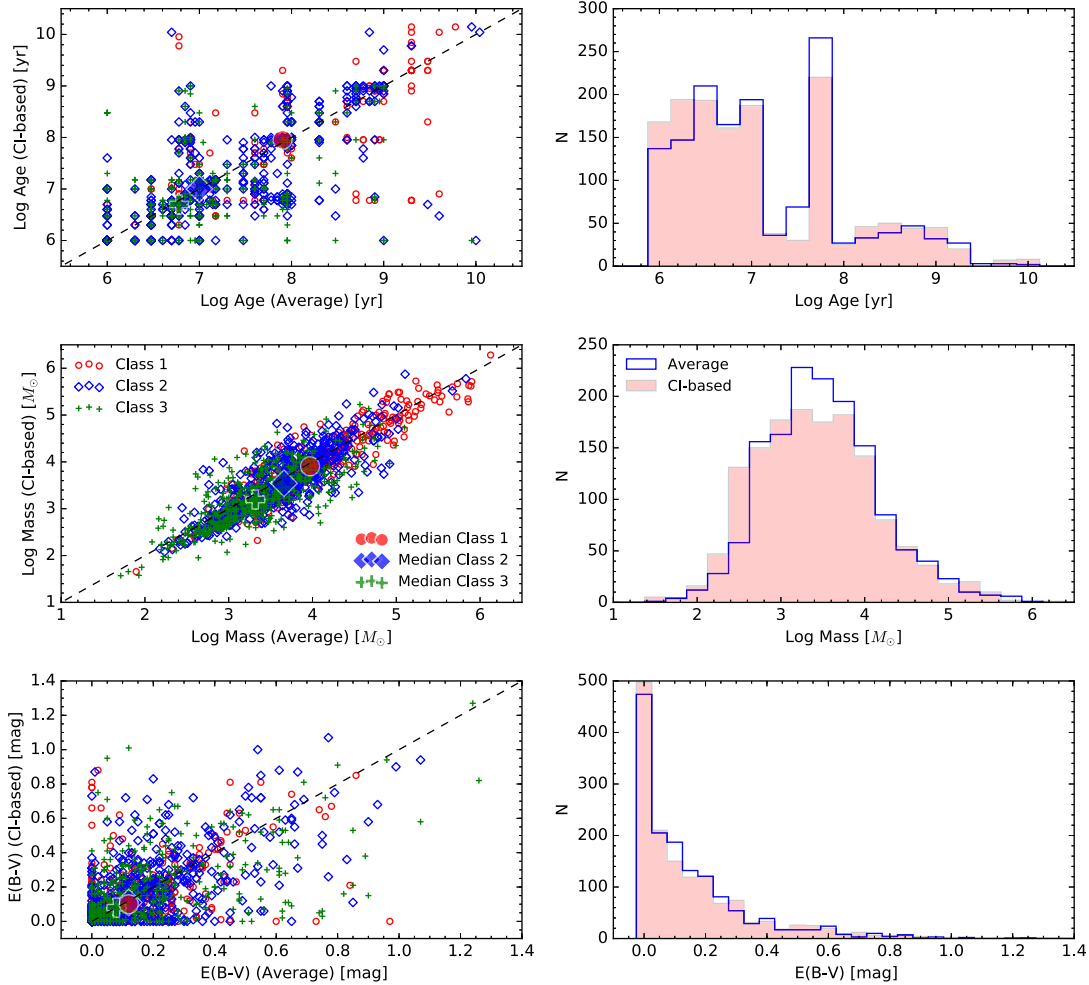 Log Age (CI-based) [yr]
10
9
8
7
6
6 7 8 9 10
Log Age (Average) [yr]
N
300
250
200
150
100
50
0
6 7 8 9 10
Log Age [yr]
Log Mass (CI-based) [M⊙]
6
5
4
3
2
1
Class 1
Class 2
Class 3
Median Class 1
Median Class 2
Median Class 3
1 2 3 4 5 6
Log Mass (Average) [M⊙]
N
250
200
150
100
50
0
Average
CI-based
1 2 3 4 5 6
Log Mass [M⊙]
E(B-V) (CI-based) [mag]
1.4
1.2
1.0
0.8
0.6
0.4
0.2
0.0
0.0 0.2 0.4 0.6 0.8 1.0 1.2 1.4
E(B-V) (Average) [mag]
N
500
400
300
200
100
0
0.0 0.2 0.4 0.6 0.8 1.0 1.2 1.4
E(B-V) [mag]